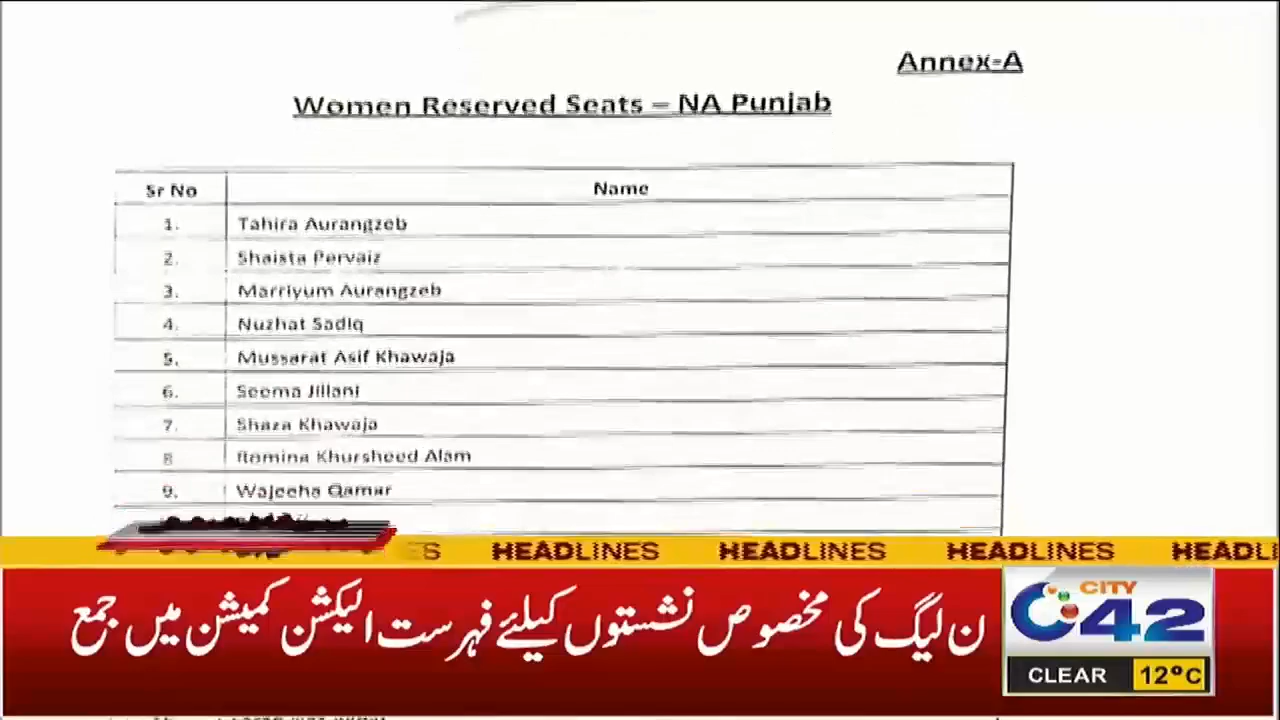 Annex-A
Women Reserved Seats – NA Punjab
Sr No Name
1. Tahira Aurangzeb
2. Shaista Pervaiz
3. Marriyum Aurangzeb
4. Nuzhat Sadiq
5. Mussarat Asif Khawaja
6. Seema Jillani
7. Shaza Khawaja
8 Romina Khursheed Alam
9. Wajeeha Qamar
ES HEADLINES HEADLINES HEADLINES HEADLI
ن لیگ کی مخصوص نشستوں کیلئے فہرست الیکشن کمیشن میں جمع
CITY
42
CLEAR 12°C